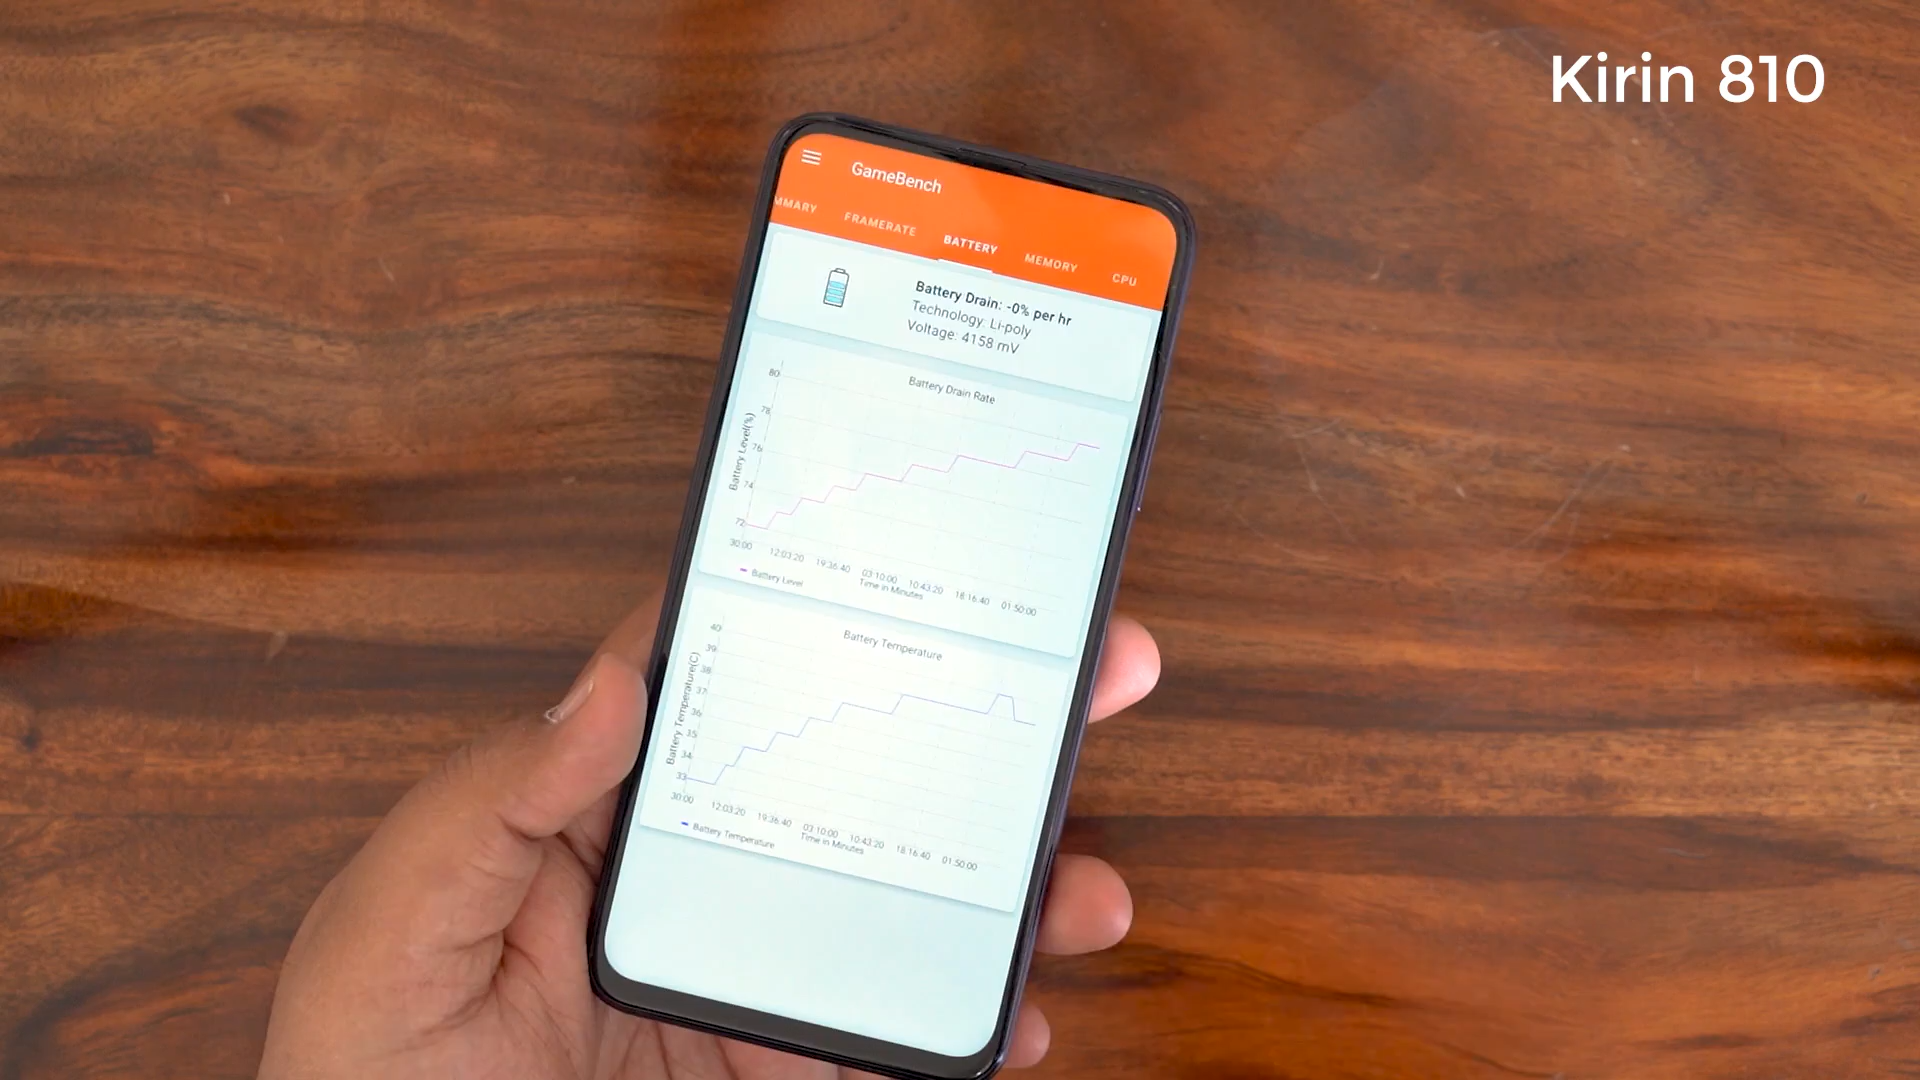 Kirin 810
GameBench
MMARY FRAMERATE BATTERY MEMORY CPU
Battery Drain: -0% per hr
Technology: Li-poly
Voltage: 4158 mV
Battery Drain Rate
80
78
76
74
72
Battery Level(%)
30:00 12:03:20 19:36:40 03:10:00 10:43:20 18:16:40 01:50:00
Time in Minutes
Battery Level
Battery Temperature
40
39
38
37
36
35
34
33
Battery Temperature(C)
30:00 12:03:20 19:36:40 03:10:00 10:43:20 18:16:40 01:50:00
Time in Minutes
Battery Temperature